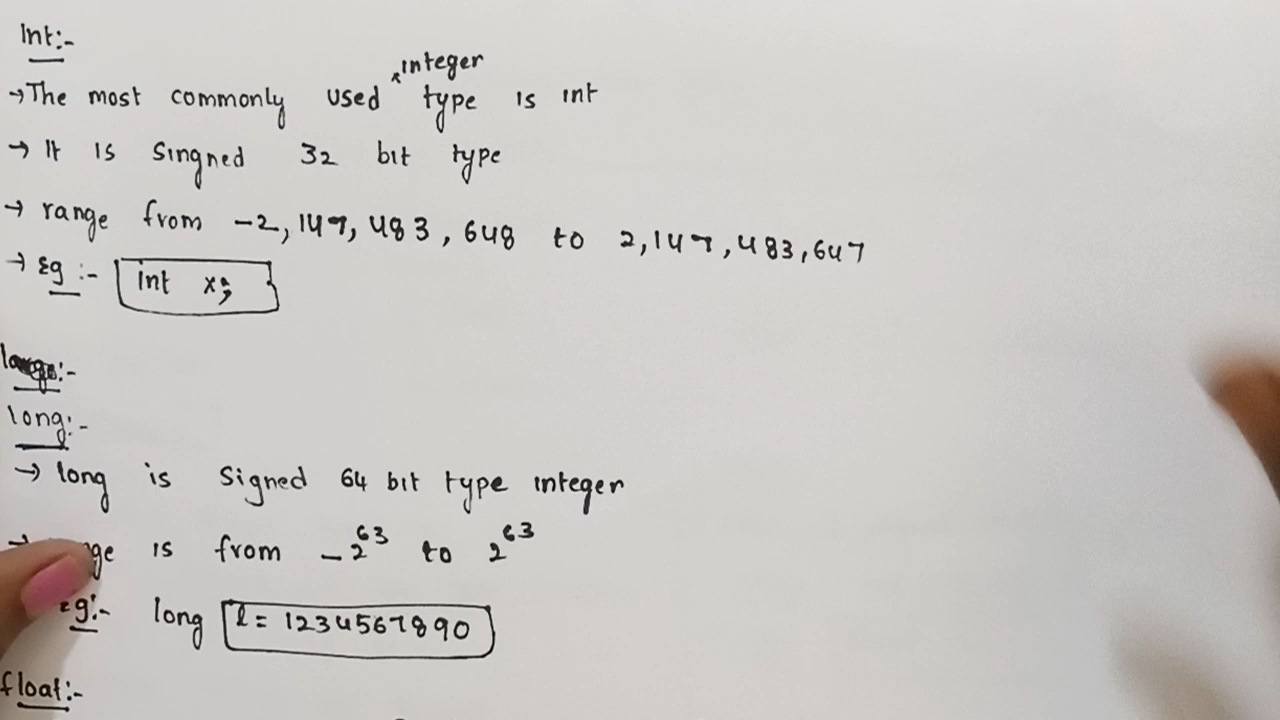 Int:-
→The most commonly used integer type is int
→ It is Singned 32 bit type
→ range from -2,147,483,648 to 2,147,483,647
→ Eg :- int x;
long:-
→ long is Signed 64 bit type integer
is from -2^63 to 2^63
Eg:- long l = 1234567890
float:-